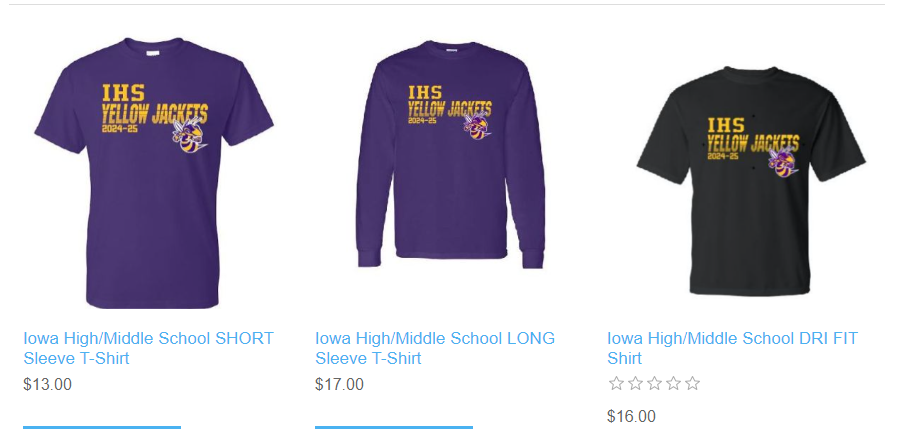 IHS
YELLOW JACKETS
2024-25
IHS
YELLOW JACKETS
2024-25
IHS
YELLOW JACKETS
2024-25
Iowa High/Middle School SHORT
Sleeve T-Shirt
$13.00
Iowa High/Middle School LONG
Sleeve T-Shirt
$17.00
Iowa High/Middle School DRI FIT
Shirt
$16.00